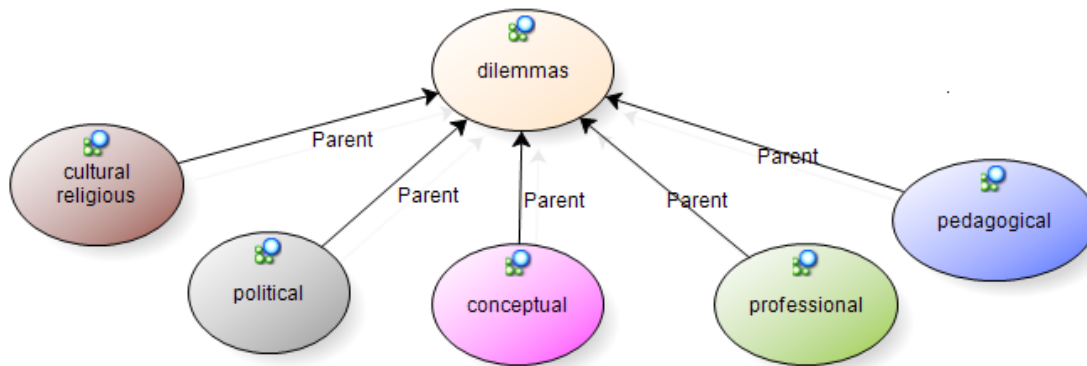 dilemmas
Parent
Parent
Parent
Parent
Parent
cultural
religious
political
conceptual
professional
pedagogical